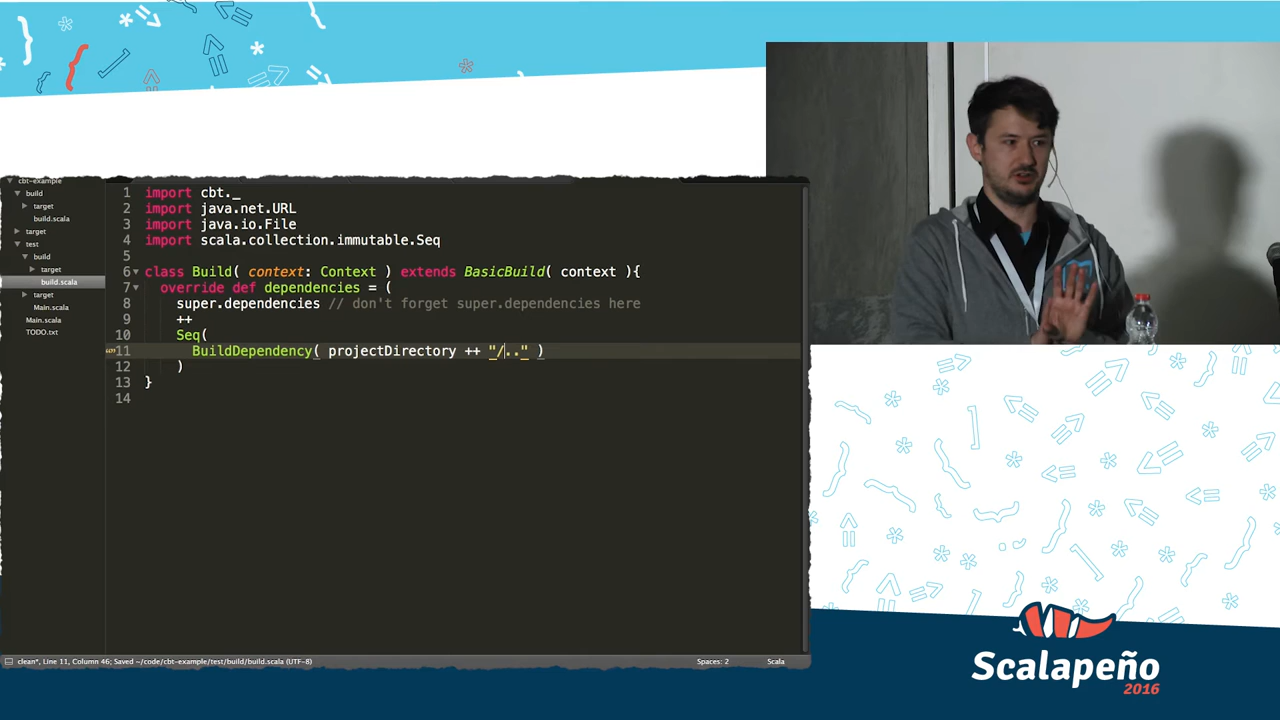 cbt-example
build
target
build.scala
target
test
build
target
build.scala
target
Main.scala
Main.scala
TODO.txt
1 import cbt._
2 import java.net.URL
3 import java.io.File
4 import scala.collection.immutable.Seq
5
6 class Build( context: Context ) extends BasicBuild( context ){
7 override def dependencies = (
8 super.dependencies // don't forget super.dependencies here
9 ++
10 Seq(
11 BuildDependency( projectDirectory ++ "/.." )
12 )
13 }
14
clean*, Line 11, Column 46; Saved ~/code/cbt-example/test/build/build.scala (UTF-8)
Spaces: 2
Scala
Scalapeño
2016